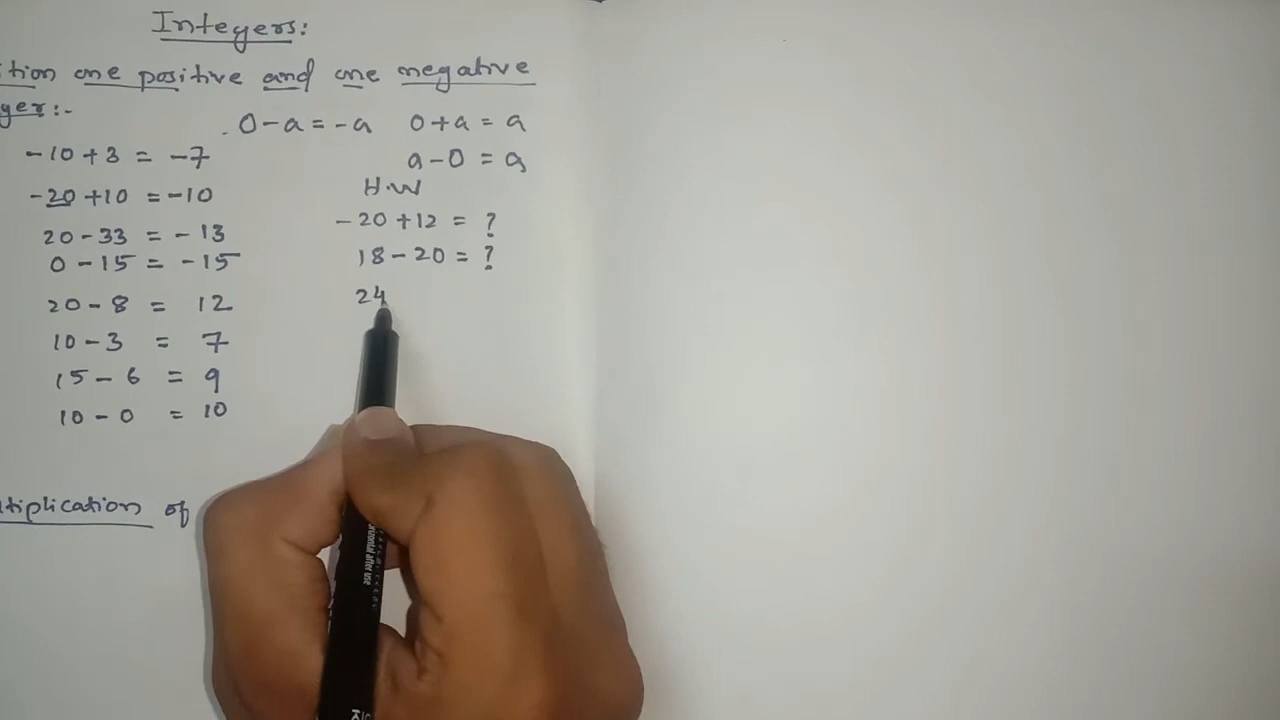 Integers:
ition one positive and one negative
ger:-
0-a = -a 0+a = a
-10+3 = -7
a-0 = a
H.W
-20+10 = -10
-20+12 = ?
20-33 = -13
18-20 = ?
0-15 = -15
20-8 = 12
24
10-3 = 7
15-6 = 9
10-0 = 10
tiplication of